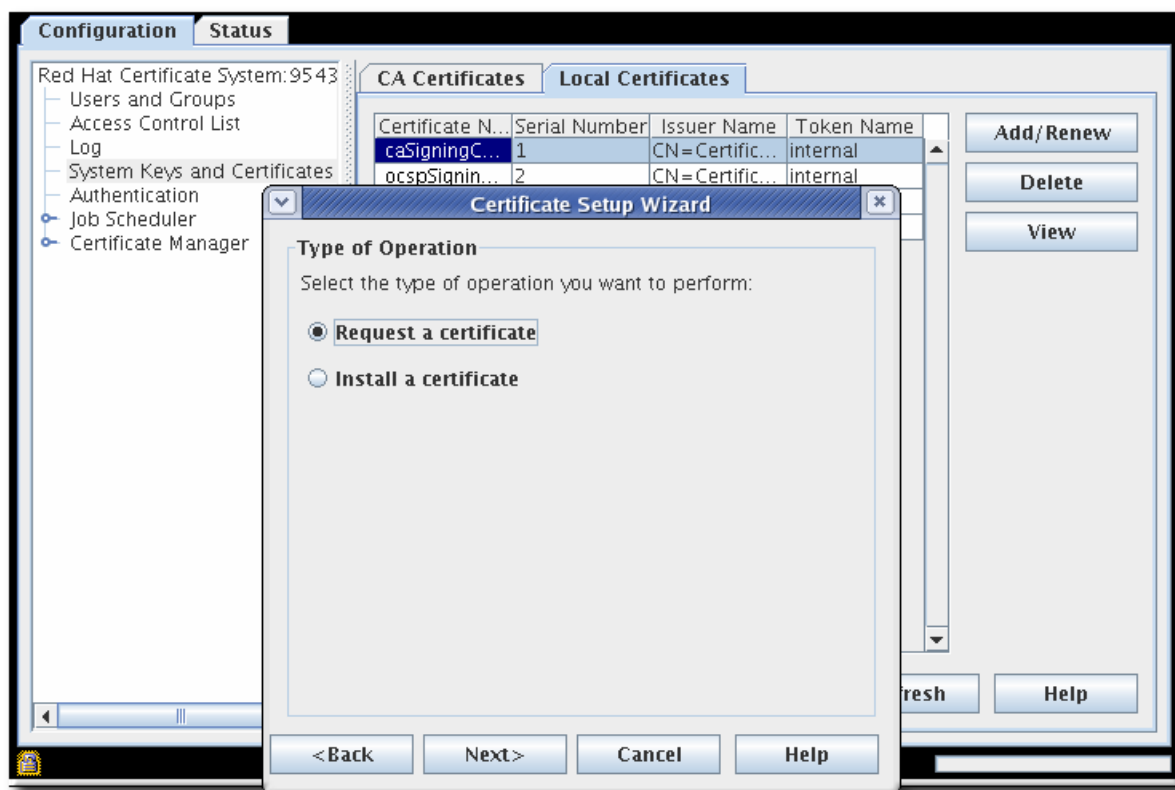 Configuration Status
Red Hat Certificate System:9543
Users and Groups
Access Control List
Log
System Keys and Certificates
Authentication
Job Scheduler
Certificate Manager
CA Certificates Local Certificates
Certificate N... Serial Number Issuer Name Token Name
caSigningC... 1 CN=Certific... internal
ocspSignin... 2 CN=Certific... internal
Add/Renew
Delete
View
Certificate Setup Wizard
Type of Operation
Select the type of operation you want to perform:
Request a certificate
Install a certificate
<Back Next> Cancel Help
fresh Help